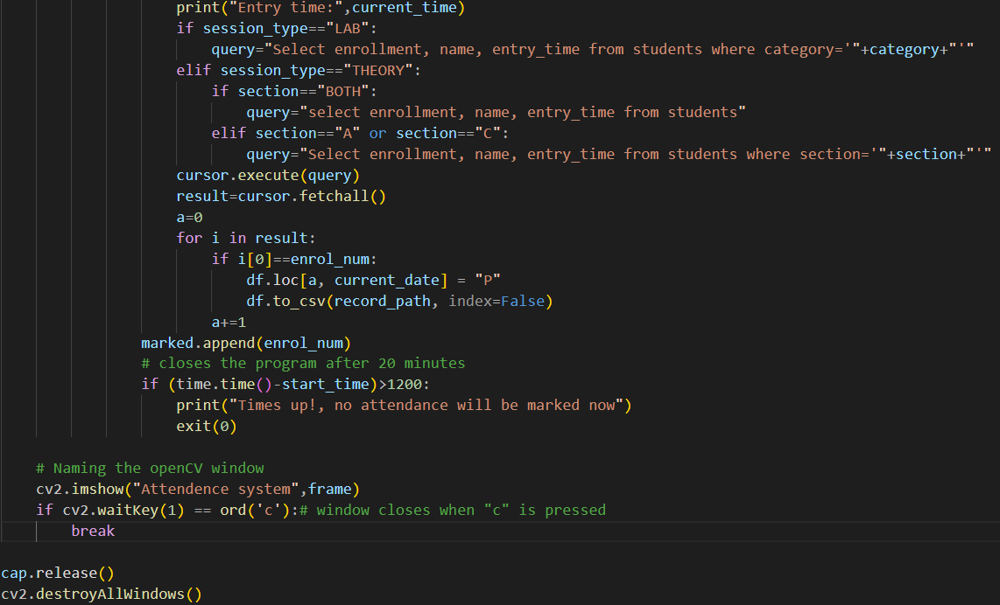 print("Entry time:",current_time)
if session_type=="LAB":
query="Select enrollment, name, entry_time from students where category='"+category+"'"
elif session_type=="THEORY":
if section=="BOTH":
query="select enrollment, name, entry_time from students"
elif section=="A" or section=="C":
query="Select enrollment, name, entry_time from students where section='"+section+"'"
cursor.execute(query)
result=cursor.fetchall()
a=0
for i in result:
if i[0]==enrol_num:
df.loc[a, current_date] = "P"
df.to_csv(record_path, index=False)
a+=1
marked.append(enrol_num)
# closes the program after 20 minutes
if (time.time()-start_time)>1200:
print("Times up!, no attendance will be marked now")
exit(0)
# Naming the openCV window
cv2.imshow("Attendence system",frame)
if cv2.waitKey(1) == ord('c'):# window closes when "c" is pressed
break
cap.release()
cv2.destroyAllWindows()